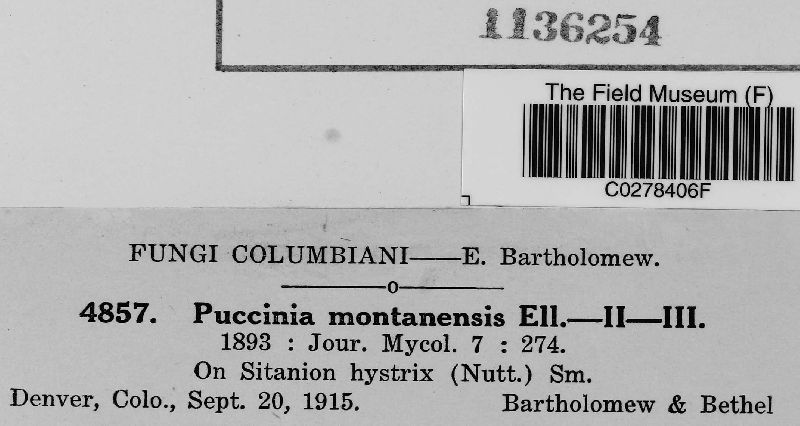 1136254
The Field Museum (F)
C0278406F
FUNGI COLUMBIANI——E. Bartholomew.
4857. Puccinia montanensis Ell.—II—III.
1893 : Jour. Mycol. 7 : 274.
On Sitanion hystrix (Nutt.) Sm.
Denver, Colo., Sept. 20, 1915. Bartholomew & Bethel